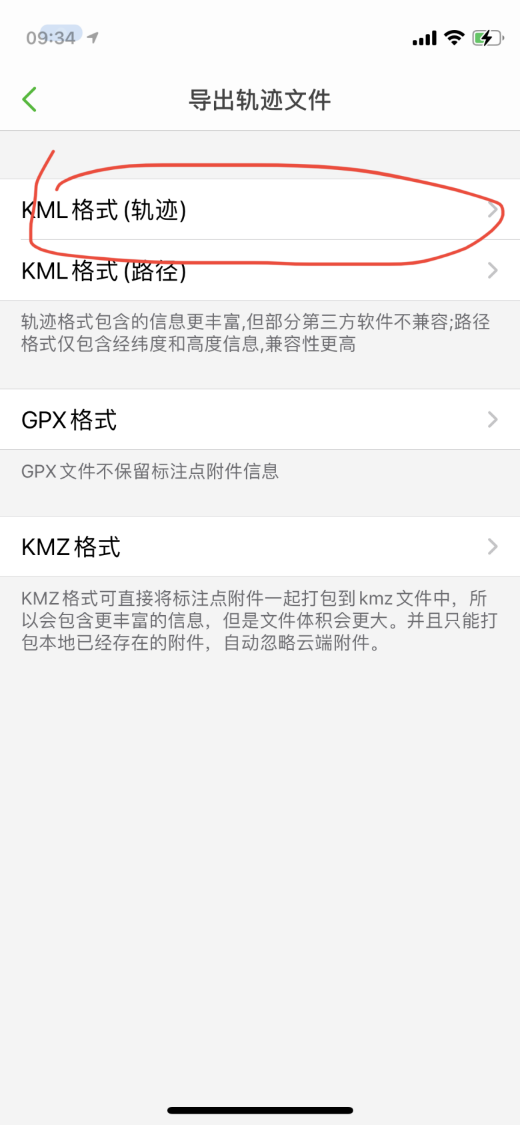 09:34
导出轨迹文件
KML格式(轨迹)
KML格式(路径)
轨迹格式包含的信息更丰富,但部分第三方软件不兼容;路径
格式仅包含经纬度和高度信息,兼容性更高
GPX格式
GPX文件不保留标注点附件信息
KMZ格式
KMZ格式可直接将标注点附件一起打包到kmz文件中，所
以会包含更丰富的信息，但是文件体积会更大。并且只能打
包本地已经存在的附件，自动忽略云端附件。